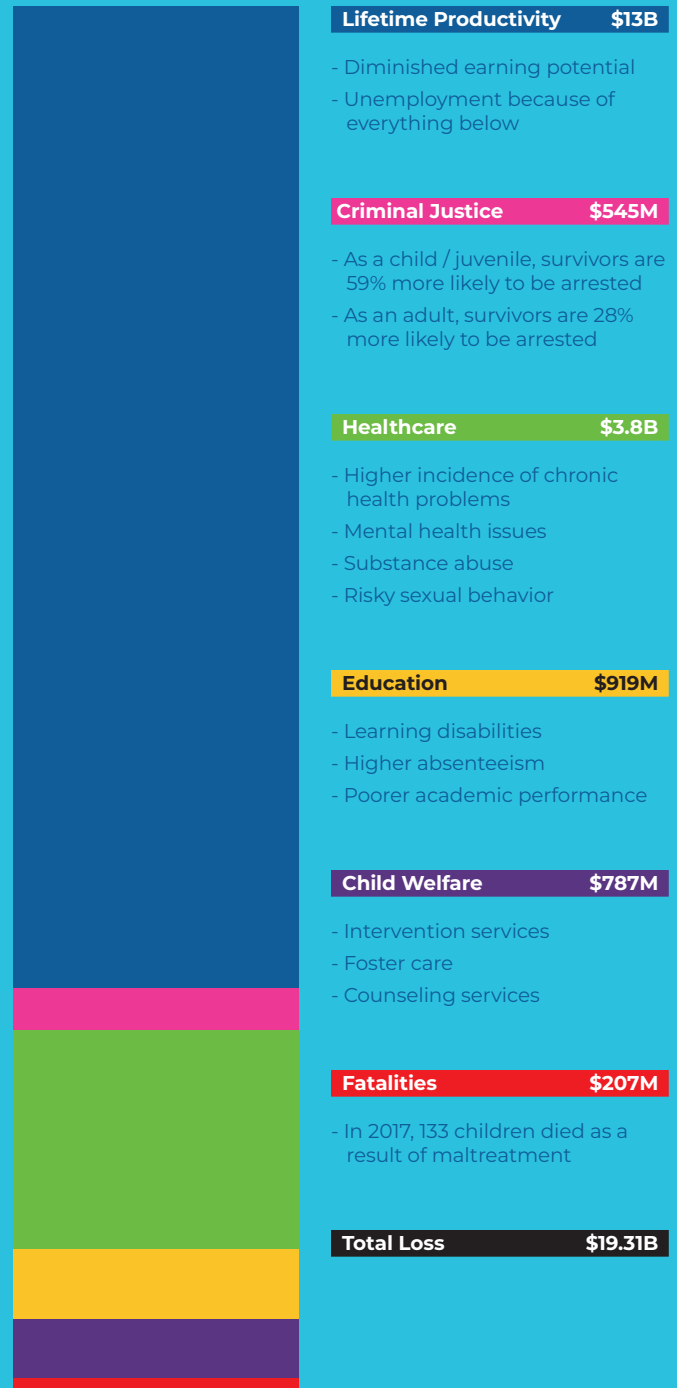 Lifetime Productivity $13B
- Diminished earning potential
- Unemployment because of
everything below
Criminal Justice $545M
- As a child / juvenile, survivors are
59% more likely to be arrested
- As an adult, survivors are 28%
more likely to be arrested
Healthcare $3.8B
- Higher incidence of chronic
health problems
- Mental health issues
- Substance abuse
- Risky sexual behavior
Education $919M
- Learning disabilities
- Higher absenteeism
- Poorer academic performance
Child Welfare $787M
- Intervention services
- Foster care
- Counseling services
Fatalities $207M
- In 2017, 133 children died as a
result of maltreatment
Total Loss $19.31B